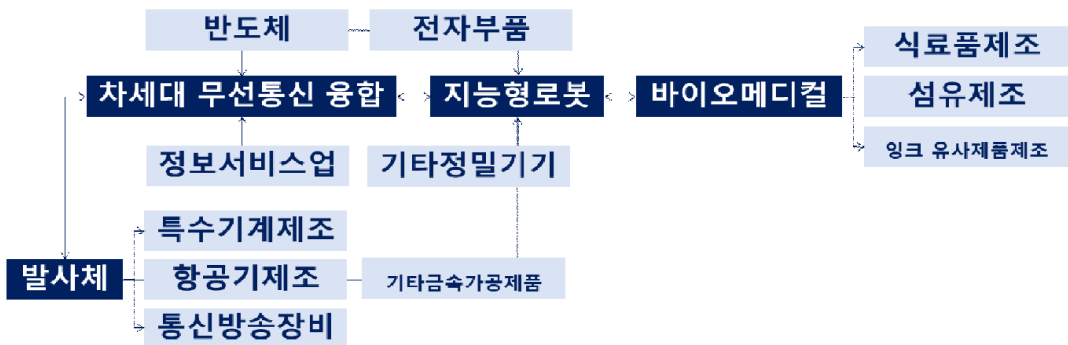 반도체
전자부품
식료품제조
차세대 무선통신 융합
지능형로봇
바이오메디컬
섬유제조
정보서비스업
기타정밀기기
잉크 유사제품제조
특수기계제조
발사체
항공기제조
기타금속가공제품
통신방송장비